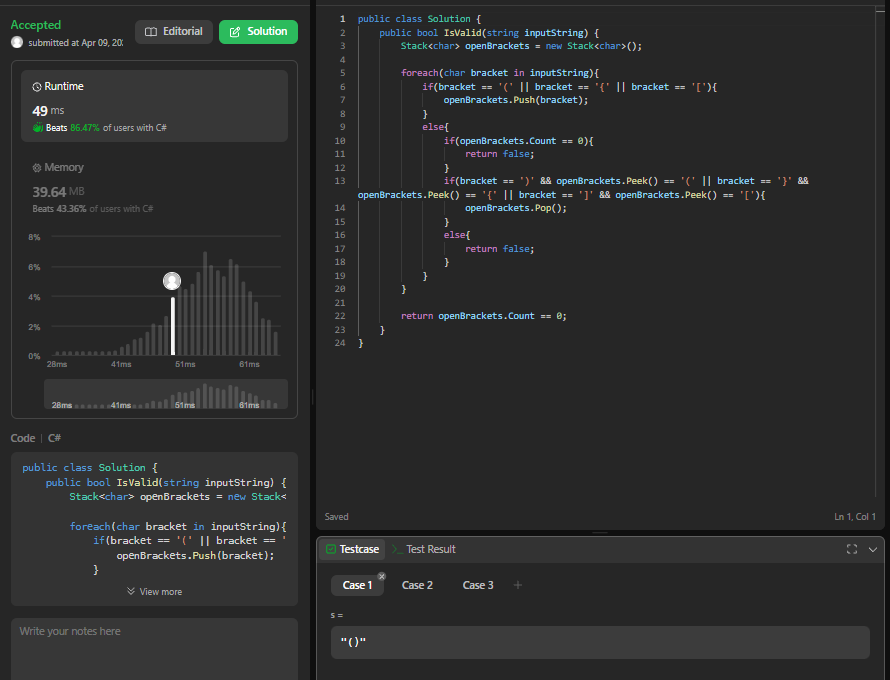 Accepted
submitted at Apr 09, 20
Editorial
Solution
Runtime
49 ms
Beats 86.47% of users with C#
Memory
39.64 MB
Beats 43.36% of users with C#
8%
6%
4%
2%
0%
28ms 41ms 51ms 61ms
28ms 41ms 51ms 61ms
Code | C#
public class Solution {
    public bool IsValid(string inputString) {
        Stack<char> openBrackets = new Stack<
        foreach(char bracket in inputString){
            if(bracket == '(' || bracket == '
                openBrackets.Push(bracket);
            }
View more
Write your notes here
1 public class Solution {
2     public bool IsValid(string inputString) {
3         Stack<char> openBrackets = new Stack<char>();
4
5         foreach(char bracket in inputString){
6             if(bracket == '(' || bracket == '{' || bracket == '['){
7                 openBrackets.Push(bracket);
8             }
9             else{
10                 if(openBrackets.Count == 0){
11                     return false;
12                 }
13                 if(bracket == ')' && openBrackets.Peek() == '(' || bracket == '}' &&
openBrackets.Peek() == '{' || bracket == ']' && openBrackets.Peek() == '['){
14                     openBrackets.Pop();
15                 }
16                 else{
17                     return false;
18                 }
19             }
20         }
21
22         return openBrackets.Count == 0;
23     }
24 }
Saved
Ln 1, Col 1
Testcase
>_ Test Result
Case 1
Case 2
Case 3
+
s =
"()"